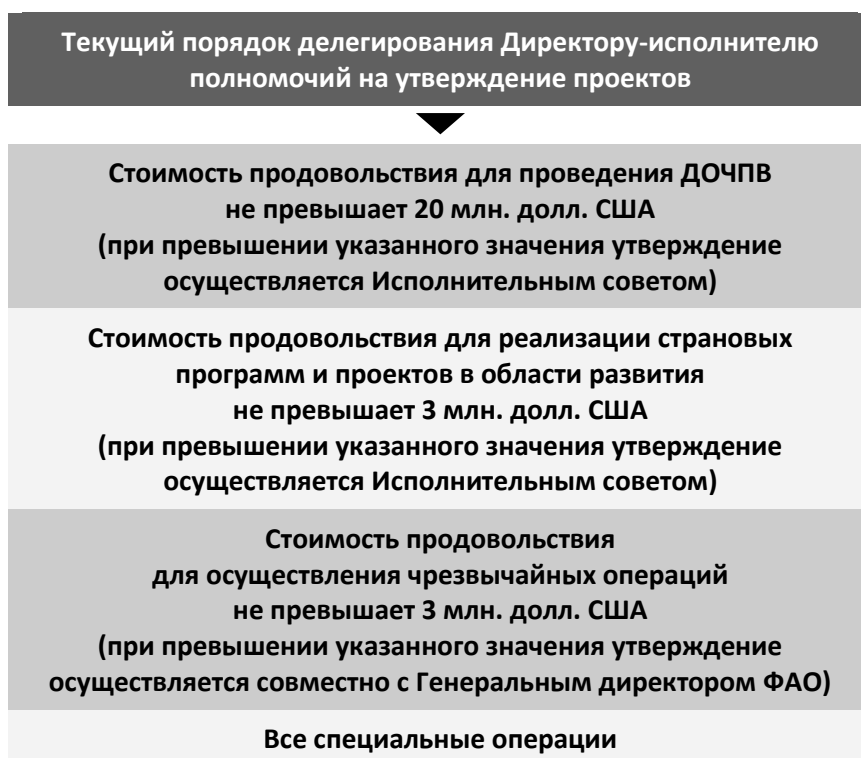 Текущий порядок делегирования Директору-исполнителю
полномочий на утверждение проектов
Стоимость продовольствия для проведения ДОЧПВ
не превышает 20 млн. долл. США
(при превышении указанного значения утверждение
осуществляется Исполнительным советом)
Стоимость продовольствия для реализации страновых
программ и проектов в области развития
не превышает 3 млн. долл. США
(при превышении указанного значения утверждение
осуществляется Исполнительным советом)
Стоимость продовольствия
для осуществления чрезвычайных операций
не превышает 3 млн. долл. США
(при превышении указанного значения утверждение
осуществляется совместно с Генеральным директором ФАО)
Все специальные операции